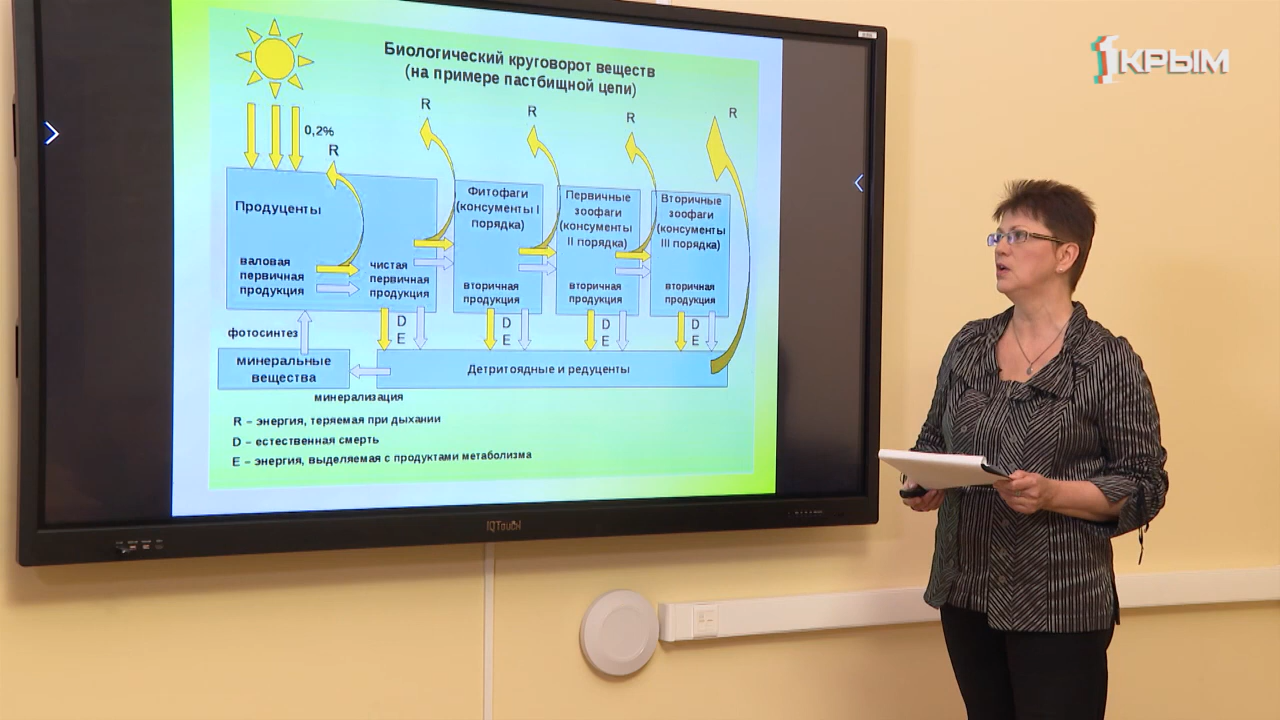 Биологический круговорот веществ
(на примере пастбищной цепи)
1КРЫМ
R
R
R
R
0,2%
R
Продуценты
Фитофаги
(консументы I
порядка)
Первичные
зоофаги
(консументы
II порядка)
Вторичные
зоофаги
(консументы
III порядка)
валовая
первичная
продукция
чистая
первичная
продукция
вторичная
продукция
вторичная
продукция
вторичная
продукция
фотосинтез
D
E
D
E
D
E
D
E
минеральные
вещества
Детритоядные и редуценты
минерализация
R – энергия, теряемая при дыхании
D – естественная смерть
E – энергия, выделяемая с продуктами метаболизма
IQTouch